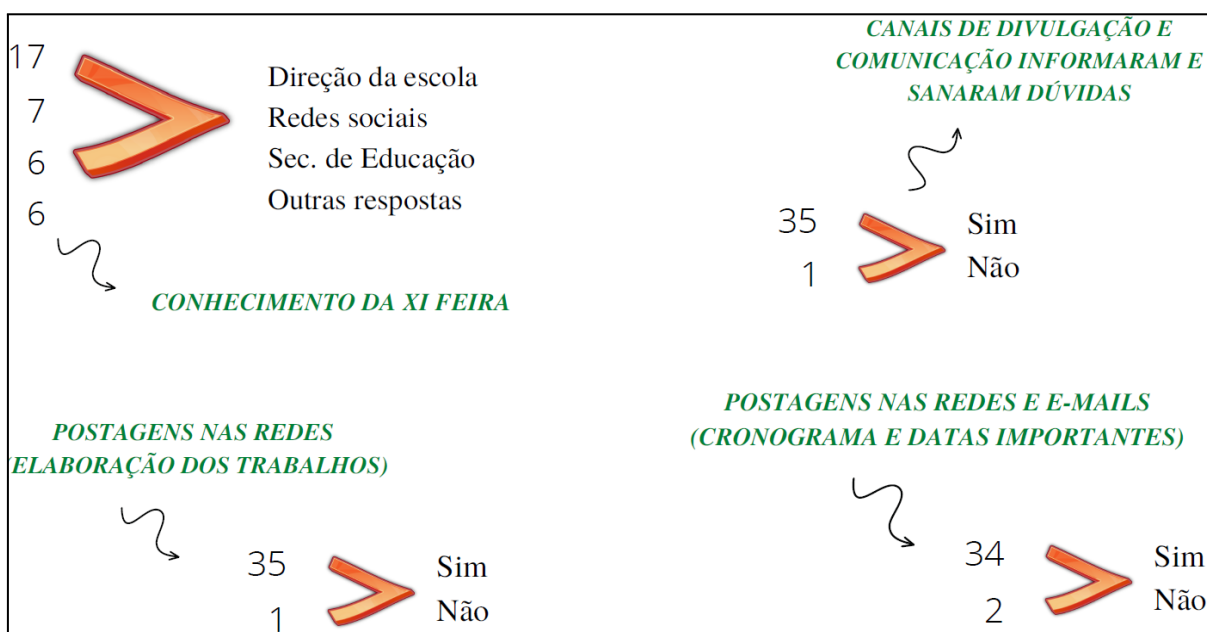 17
7
6
6
Direção da escola
Redes sociais
Sec. de Educação
Outras respostas
CONHECIMENTO DA XI FEIRA
CANAIS DE DIVULGAÇÃO E
COMUNICAÇÃO INFORMARAM E
SANARAM DÚVIDAS
35 Sim
1 Não
POSTAGENS NAS REDES
(ELABORAÇÃO DOS TRABALHOS)
35 Sim
1 Não
POSTAGENS NAS REDES E E-MAILS
(CRONOGRAMA E DATAS IMPORTANTES)
34 Sim
2 Não